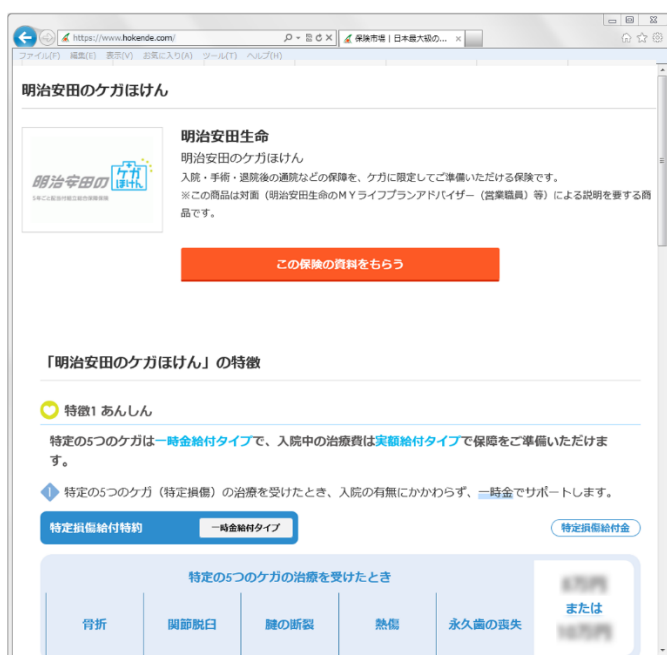 https://www.hokende.com/
保険市場 | 日本最大級の...
ファイル(F) 編集(E) 表示(V) お気に入り(A) ツール(T) ヘルプ(H)
明治安田のケガほけん
明治安田の ケガほけん
5年ごと配当付組立総合保障保険
明治安田生命
明治安田のケガほけん
入院・手術・退院後の通院などの保障を、ケガに限定してご準備いただける保険です。
※この商品は対面（明治安田生命のMYライフプランアドバイザー（営業職員）等）による説明を要する商
品です。
この保険の資料をもらう
「明治安田のケガほけん」の特徴
特徴1 あんしん
特定の5つのケガは一時金給付タイプで、入院中の治療費は実額給付タイプで保障をご準備いただけま
す。
1 特定の5つのケガ（特定損傷）の治療を受けたとき、入院の有無にかかわらず、一時金でサポートします。
特定損傷給付特約 一時金給付タイプ 特定損傷給付金
特定の5つのケガの治療を受けたとき
または
骨折 関節脱臼 腱の断裂 熱傷 永久歯の喪失